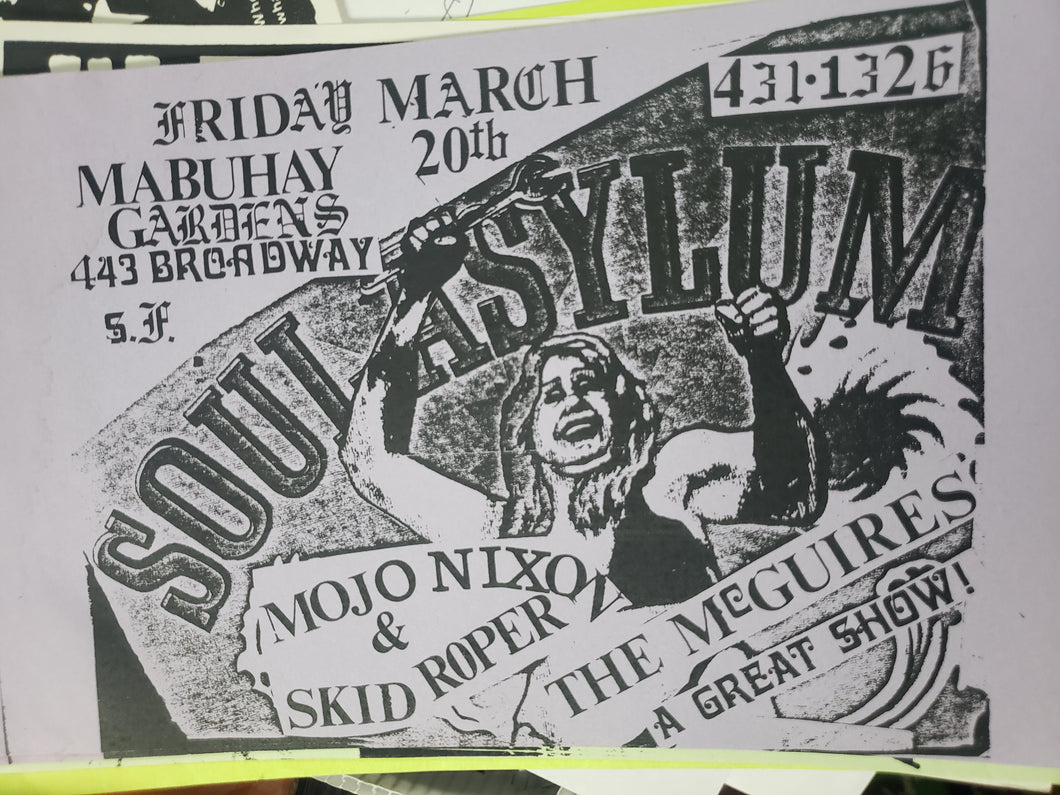 FRIDAY MARCH 20th
431·1326
MABUHAY
GARDENS
443 BROADWAY
S.F.
SOUL ASYLUM
MOJO NIXON
&
SKID ROPER
THE McGUIRES
A GREAT SHOW!